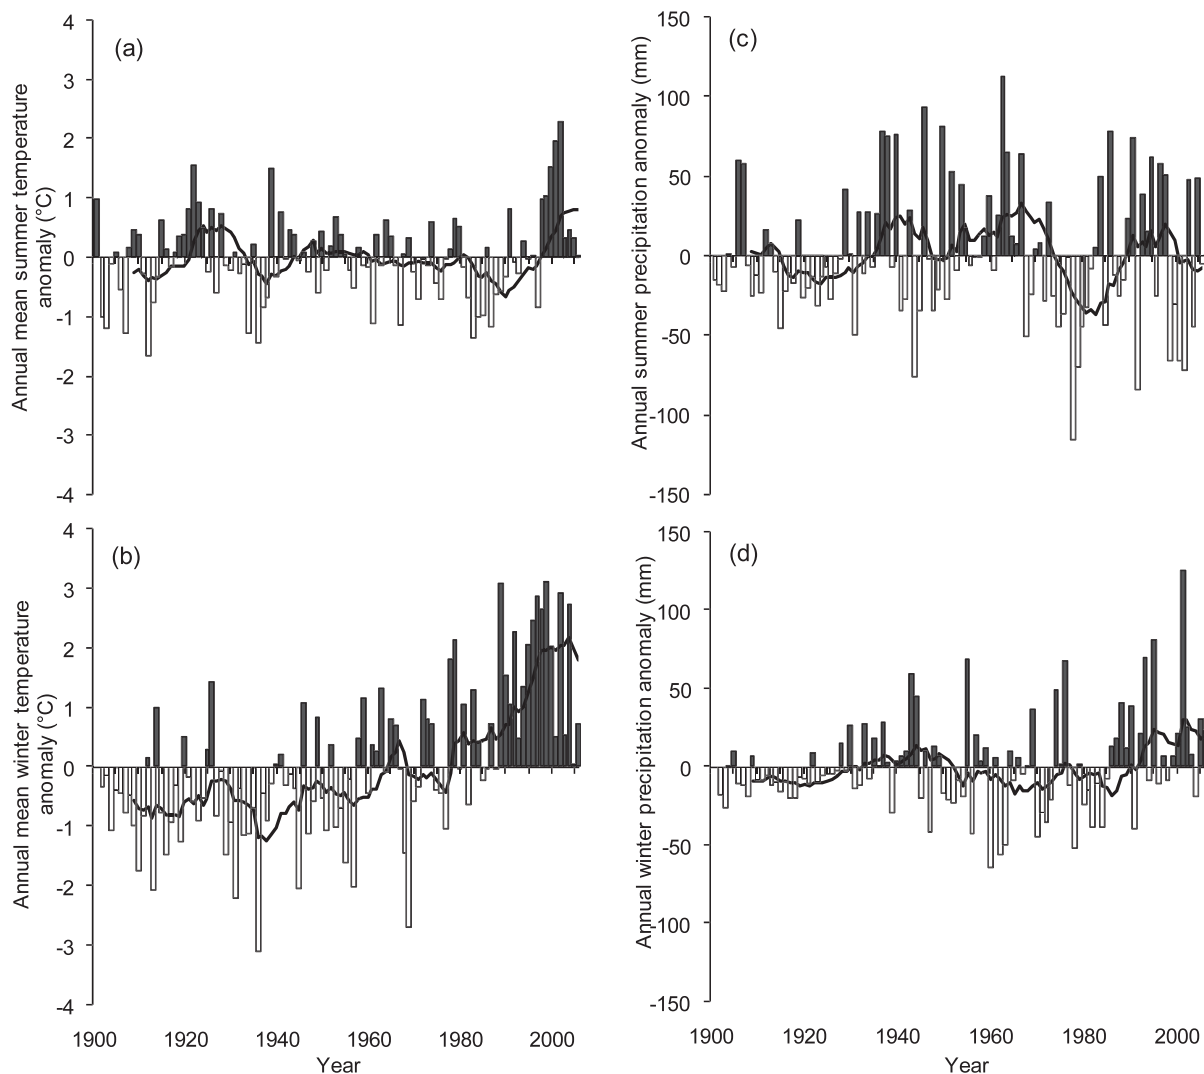 (a)
Annual mean summer temperature
anomaly (°C)
4
3
2
1
0
-1
-2
-3
-4
(c)
Annual summer precipitation anomaly (mm)
150
100
50
0
-50
-100
-150
(b)
Annual mean winter temperature
anomaly (°C)
4
3
2
1
0
-1
-2
-3
-4
1900 1920 1940 1960 1980 2000
Year
(d)
Annual winter precipitation anomaly (mm)
150
100
50
0
-50
-100
-150
1900 1920 1940 1960 1980 2000
Year